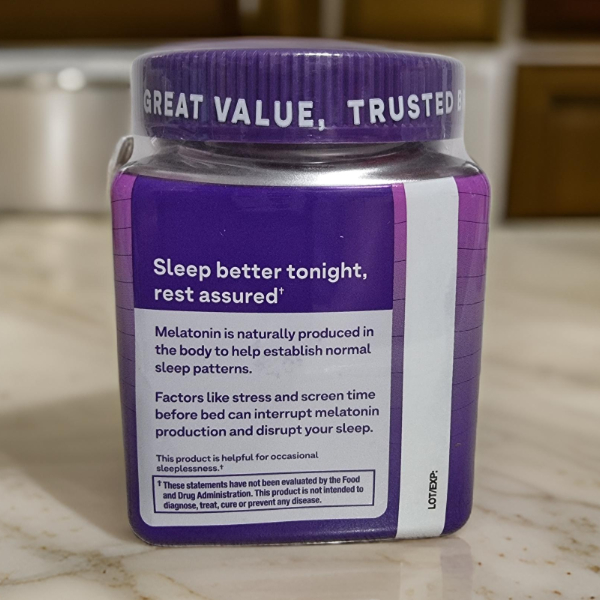 GREAT VALUE, TRUSTED
Sleep better tonight,
rest assured†
Melatonin is naturally produced in
the body to help establish normal
sleep patterns.
Factors like stress and screen time
before bed can interrupt melatonin
production and disrupt your sleep.
This product is helpful for occasional
sleeplessness.†
† These statements have not been evaluated by the Food
and Drug Administration. This product is not intended to
diagnose, treat, cure or prevent any disease.
LOT/EXP: